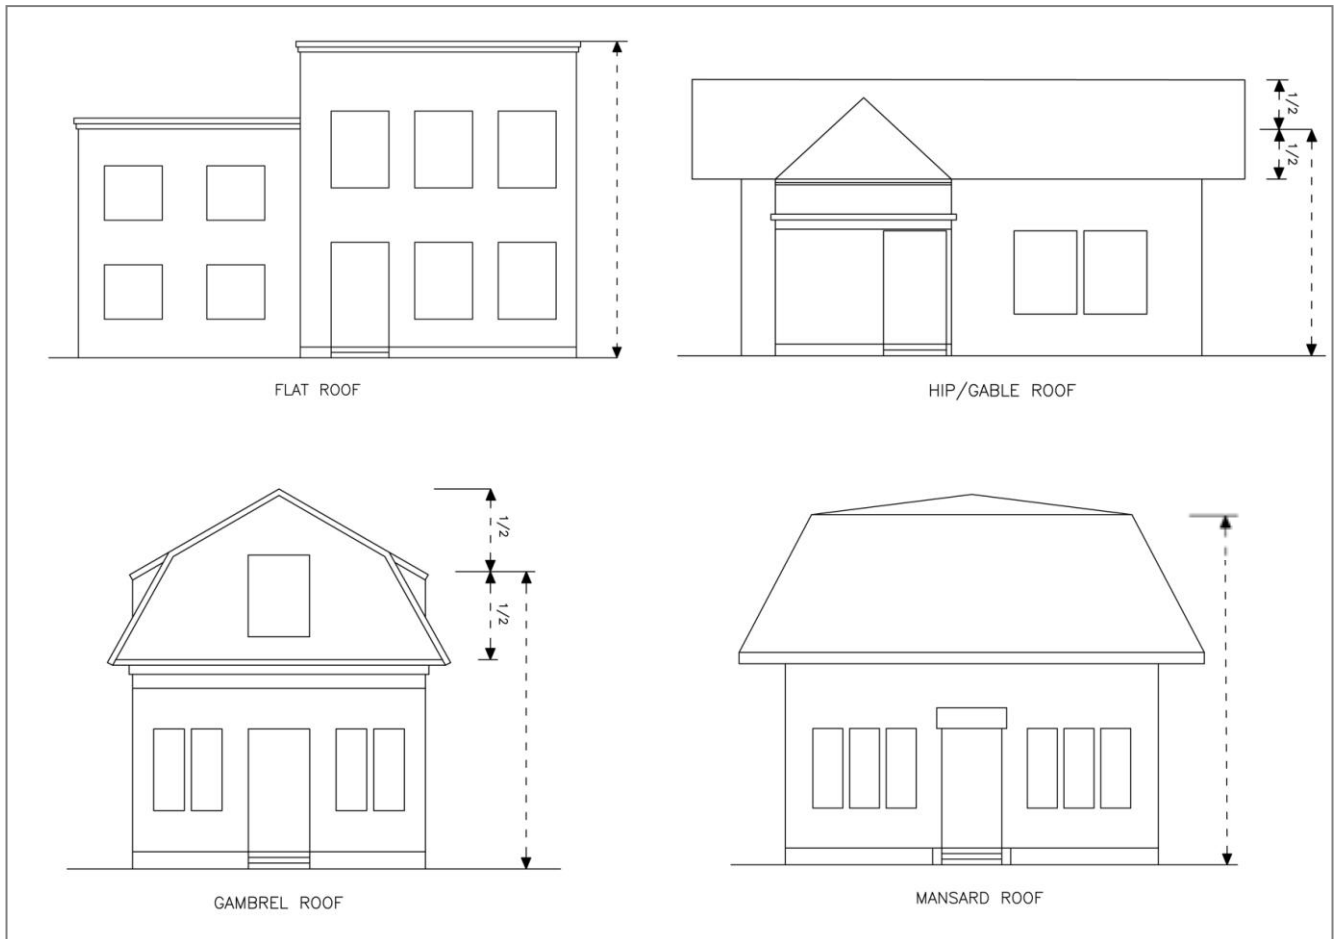 1/2
1/2
FLAT ROOF
HIP/GABLE ROOF
1/2
1/2
GAMBREL ROOF
MANSARD ROOF